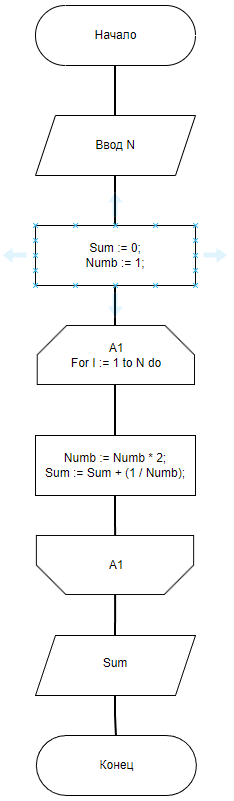 Начало
Ввод N
Sum := 0;
Numb := 1;
A1
For I := 1 to N do
Numb := Numb * 2;
Sum := Sum + (1 / Numb);
A1
Sum
Конец